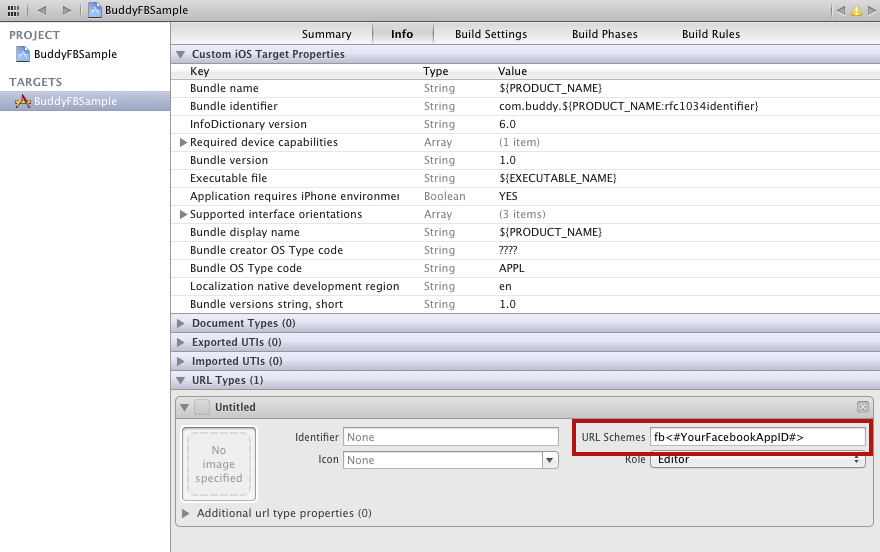 BuddyFBSample
PROJECT
BuddyFBSample
TARGETS
BuddyFBSample
Summary Info Build Settings Build Phases Build Rules
Custom iOS Target Properties
Key Type Value
Bundle name String ${PRODUCT_NAME}
Bundle identifier String com.buddy.${PRODUCT_NAME:rfc1034identifier}
InfoDictionary version String 6.0
Required device capabilities Array (1 item)
Bundle version String 1.0
Executable file String ${EXECUTABLE_NAME}
Application requires iPhone environmer Boolean YES
Supported interface orientations Array (3 items)
Bundle display name String ${PRODUCT_NAME}
Bundle creator OS Type code String ????
Bundle OS Type code String APPL
Localization native development region String en
Bundle versions string, short String 1.0
Document Types (0)
Exported UTIs (0)
Imported UTIs (0)
URL Types (1)
Untitled
No
image
specified
Identifier None URL Schemes fb<#YourFacebookAppID#>
Icon None Role Editor
Additional url type properties (0)